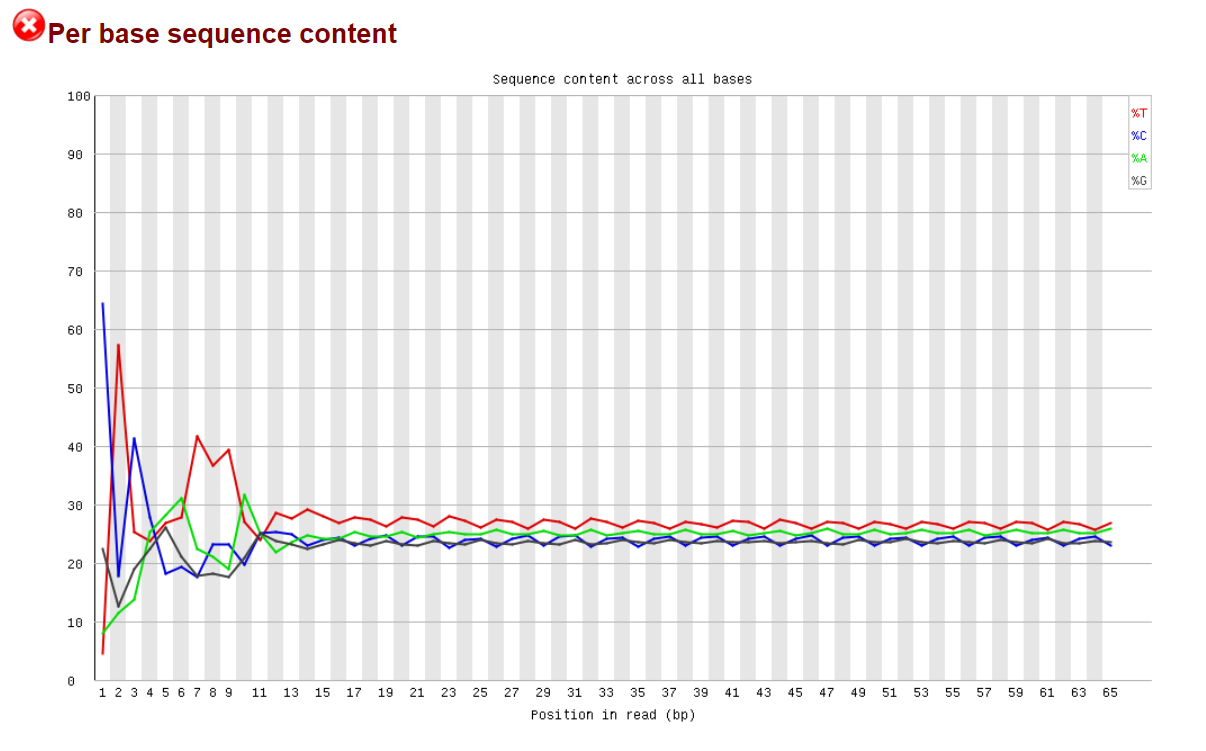 Per base sequence content
Sequence content across all bases
100
90
80
70
60
50
40
30
20
10
0
%T
%C
%A
%G
1 2 3 4 5 6 7 8 9 11 13 15 17 19 21 23 25 27 29 31 33 35 37 39 41 43 45 47 49 51 53 55 57 59 61 63 65
Position in read (bp)